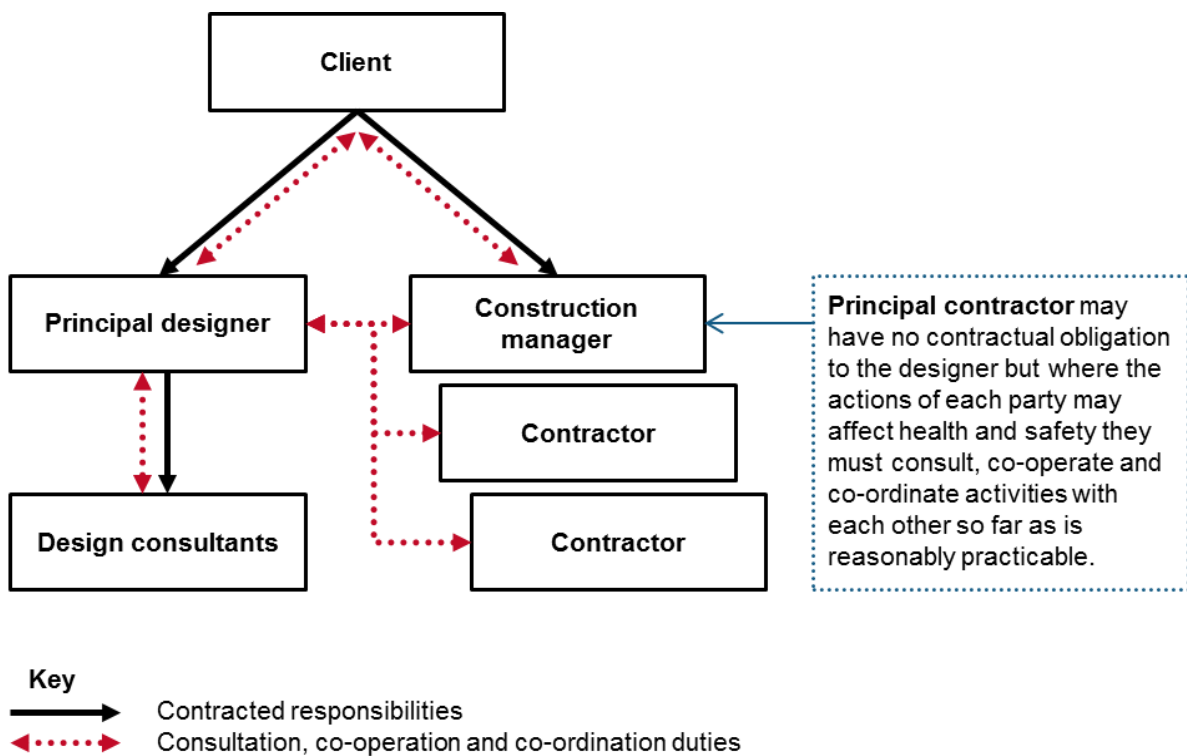 Client
Principal designer
Construction
manager
Contractor
Design consultants
Contractor
Principal contractor may
have no contractual obligation
to the designer but where the
actions of each party may
affect health and safety they
must consult, co-operate and
co-ordinate activities with
each other so far as is
reasonably practicable.
Key
Contracted responsibilities
Consultation, co-operation and co-ordination duties